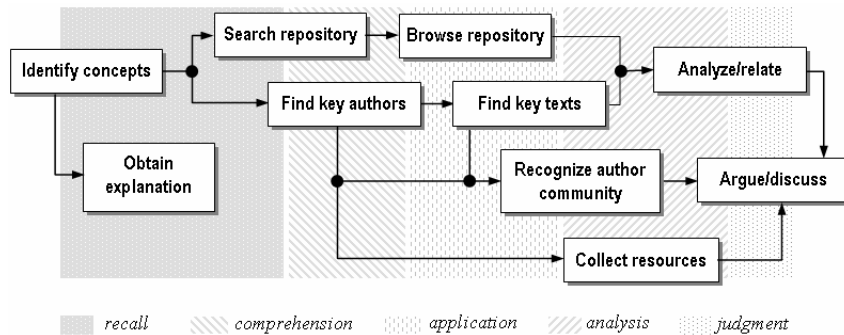 Search repository
Browse repository
Identify concepts
Analyze/relate
Find key authors
Find key texts
Obtain
explanation
Recognize author
community
Argue/discuss
Collect resources
recall
comprehension
application
analysis
judgment